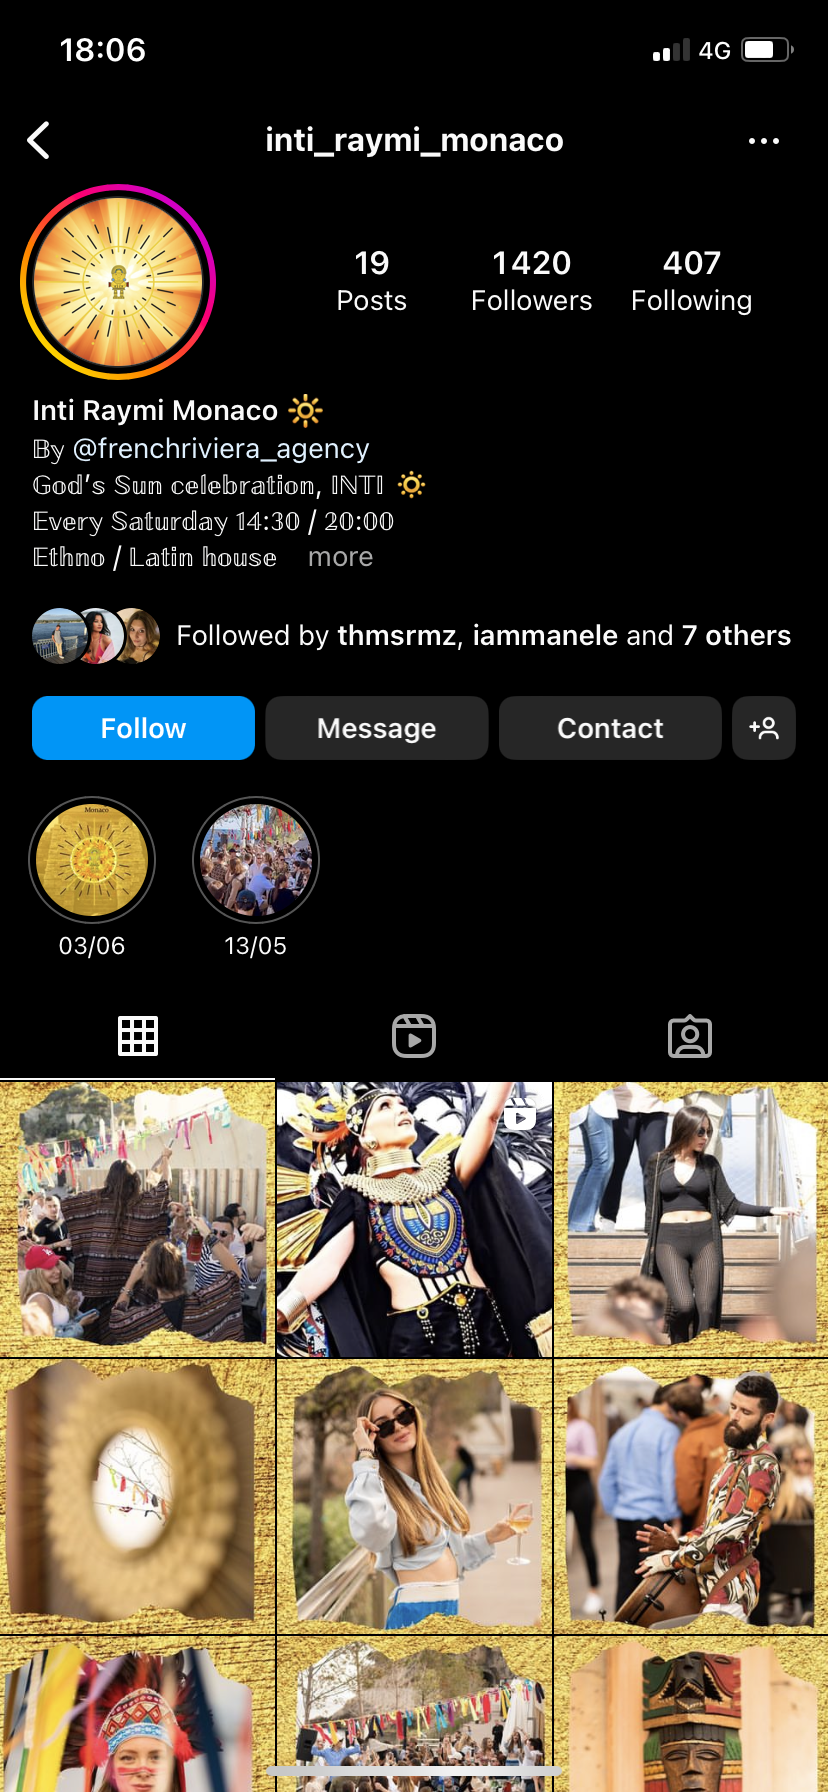 18:06
4G
inti_raymi_monaco
19
Posts
1420
Followers
407
Following
Inti Raymi Monaco 🔆
𝔹𝕪 @frenchriviera_agency
𝔾𝕠𝕕’𝕤 𝕊𝕦𝕟 𝕔𝕖𝕝𝕖𝕓𝕣𝕒𝕥𝕚𝕠𝕟, 𝕀ℕ𝕋𝕀 🔅
𝔼𝕧𝕖𝕣𝕪 𝕊𝕒𝕥𝕦𝕣𝕕𝕒𝕪 𝟙𝟜:𝟛𝟘 / 𝟚𝟘:𝟘𝟘
𝔼𝕥𝕙𝕟𝕠 / 𝕃𝕒𝕥𝕚𝕟 𝕙𝕠𝕦𝕤𝕖 more
Followed by thmsrmz, iammanele and 7 others
Follow
Message
Contact
Monaco
03/06
13/05